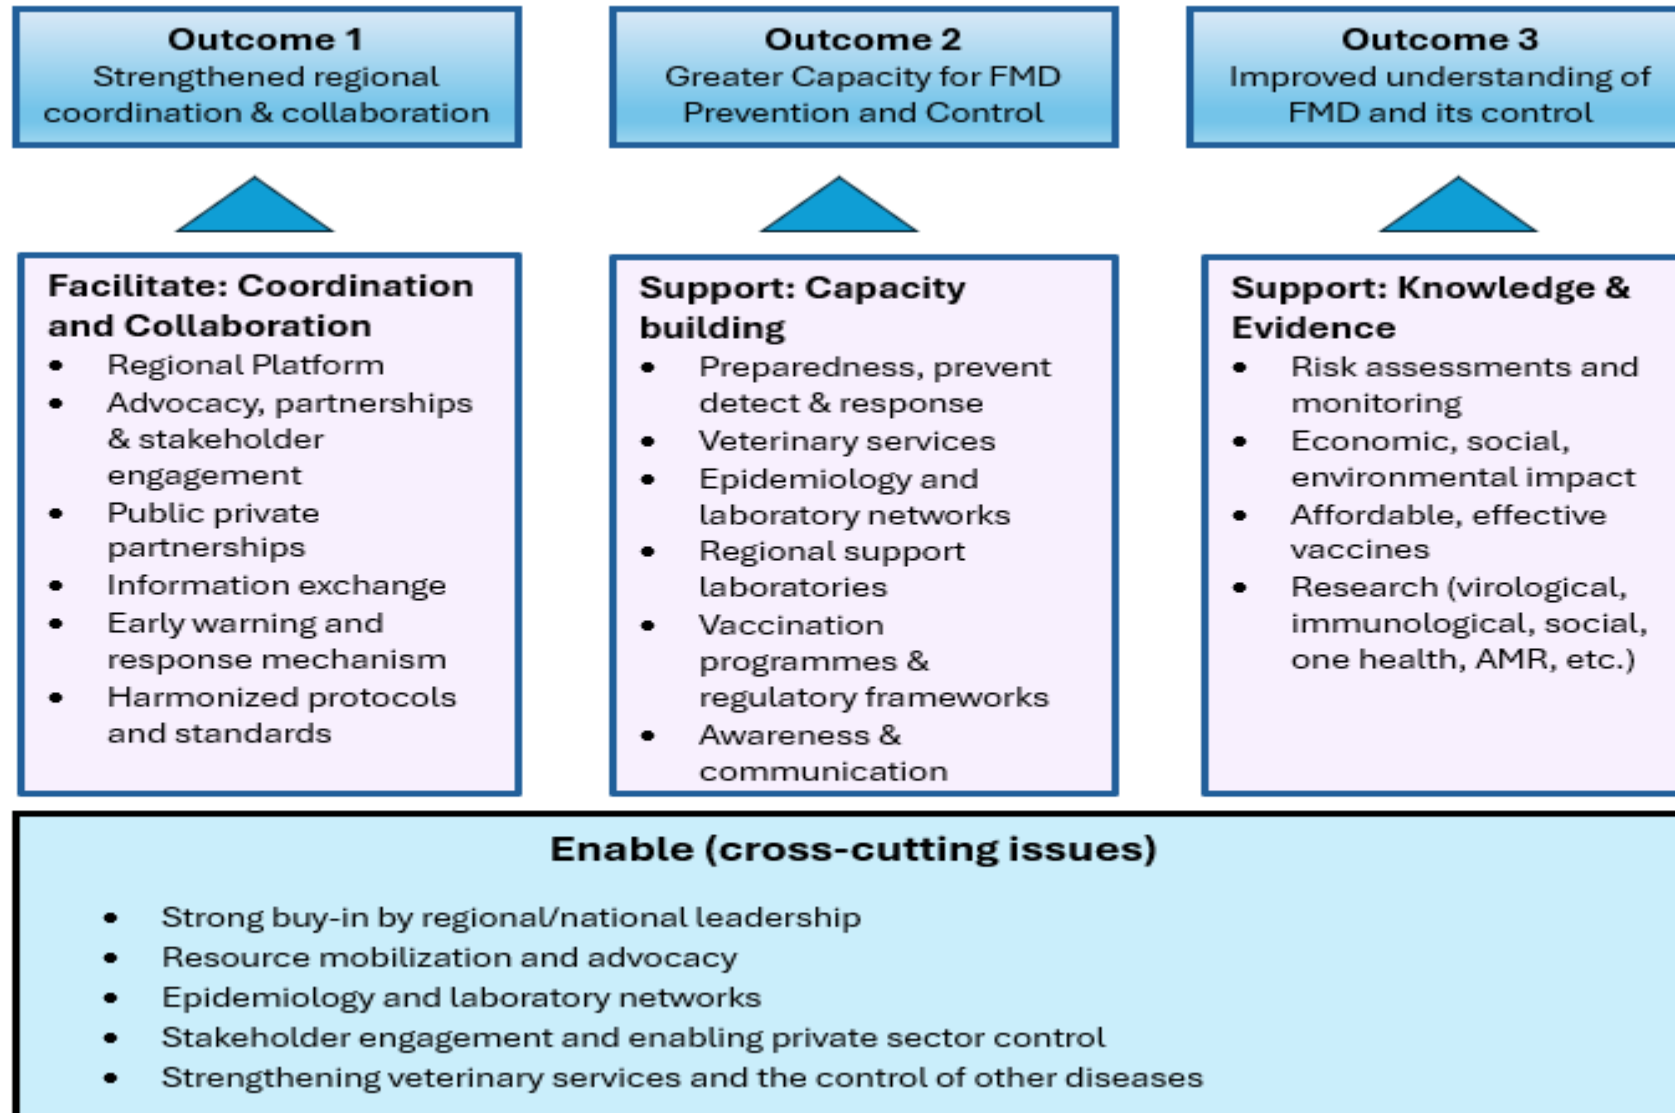 Outcome 1
Strengthened regional
coordination & collaboration
Outcome 2
Greater Capacity for FMD
Prevention and Control
Outcome 3
Improved understanding of
FMD and its control
Facilitate: Coordination
and Collaboration
• Regional Platform
• Advocacy, partnerships
& stakeholder
engagement
• Public private
partnerships
• Information exchange
• Early warning and
response mechanism
• Harmonized protocols
and standards
Support: Capacity
building
• Preparedness, prevent
detect & response
• Veterinary services
• Epidemiology and
laboratory networks
• Regional support
laboratories
• Vaccination
programmes &
regulatory frameworks
• Awareness &
communication
Support: Knowledge &
Evidence
• Risk assessments and
monitoring
• Economic, social,
environmental impact
• Affordable, effective
vaccines
• Research (virological,
immunological, social,
one health, AMR, etc.)
Enable (cross-cutting issues)
• Strong buy-in by regional/national leadership
• Resource mobilization and advocacy
• Epidemiology and laboratory networks
• Stakeholder engagement and enabling private sector control
• Strengthening veterinary services and the control of other diseases